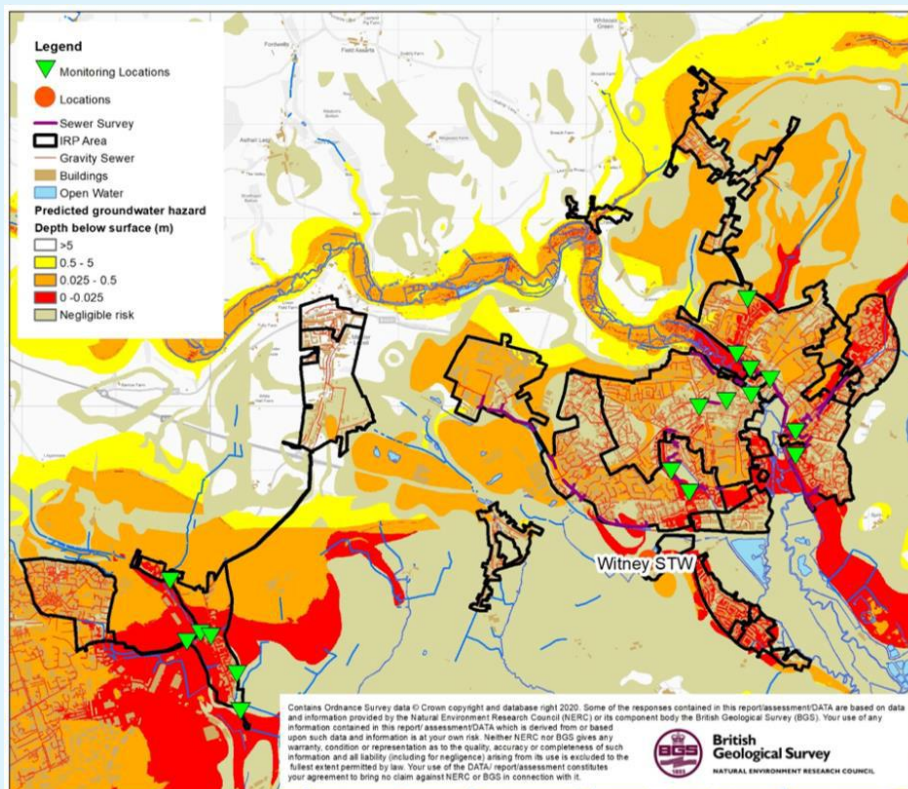 Legend
Monitoring Locations
Locations
Sewer Survey
IRP Area
Gravity Sewer
Buildings
Open Water
Predicted groundwater hazard
Depth below surface (m)
>5
0.5 - 5
0.025 - 0.5
0 -0.025
Negligible risk
Fordwells
Field Assarts
Asthall Leigh
Witney STW
Contains Ordnance Survey data © Crown copyright and database right 2020. Some of the responses contained in this report/assessment/DATA are based on data
and information provided by the Natural Environment Research Council (NERC) or its component body the British Geological Survey (BGS). Your use of any
information contained in this report/ assessment/DATA which is derived from or based
upon such data and information is at your own risk. Neither NERC nor BGS gives any
warranty, condition or representation as to the quality, accuracy or completeness of such
information and all liability (including for negligence) arising from its use is excluded to the
fullest extent permitted by law. Your use of the DATA/ report/assessment constitutes
your agreement to bring no claim against NERC or BGS in connection with it.
BGS
1835
British
Geological Survey
NATURAL ENVIRONMENT RESEARCH COUNCIL